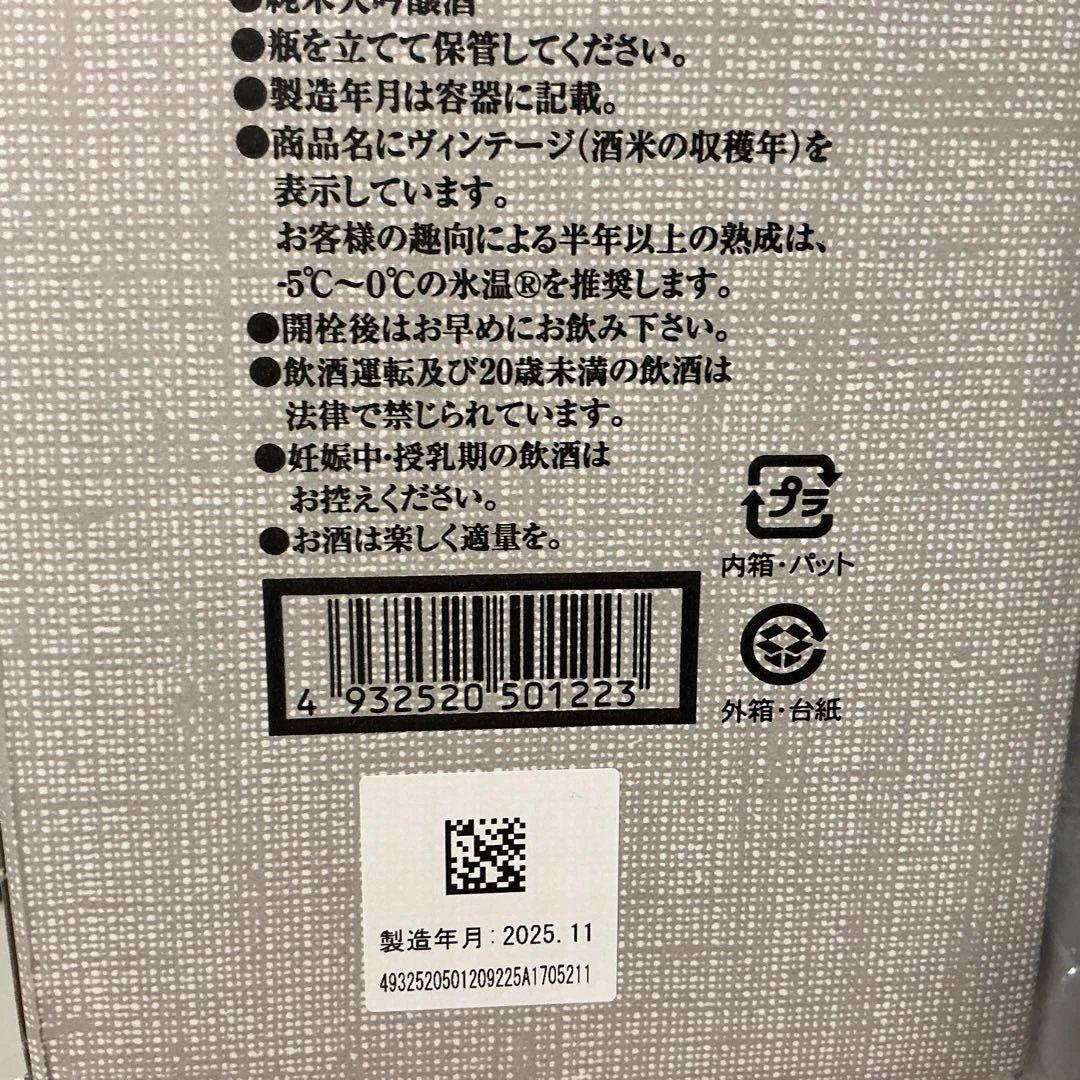 ●純米大吟醸酒
●瓶を立てて保管してください。
●製造年月は容器に記載。
●商品名にヴィンテージ(酒米の収穫年)を
表示しています。
お客様の趣向による半年以上の熟成は、
-5℃〜0℃の氷温®を推奨します。
●開栓後はお早めにお飲み下さい。
●飲酒運転及び20歳未満の飲酒は
法律で禁じられています。
●妊娠中・授乳期の飲酒は
お控えください。
●お酒は楽しく適量を。
プラ
内箱・パット
外箱・台紙
4 932520 501223
製造年月: 2025.11
4932520501209225A1705211